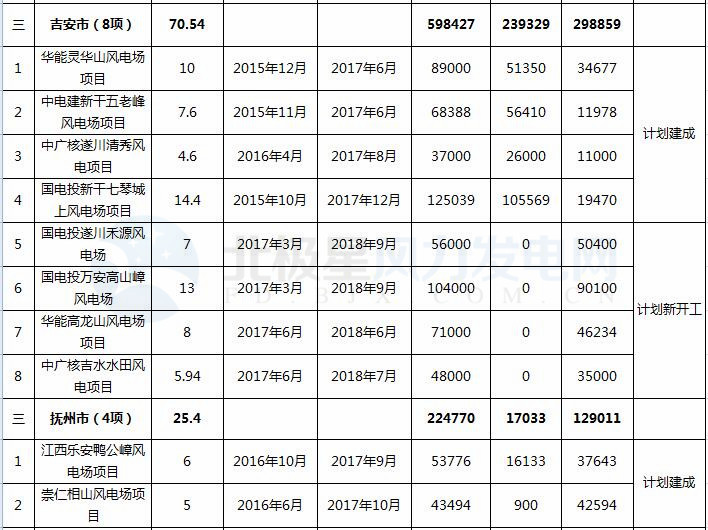 三 吉安市（8项） 70.54 598427 239329 298859
1 华能灵华山风电场项目 10 2015年12月 2017年6月 89000 51350 34677 计划建成
2 中电建新干五老峰风电场项目 7.6 2015年11月 2017年6月 68388 56410 11978
3 中广核遂川清秀风电项目 4.6 2016年4月 2017年8月 37000 26000 11000
4 国电投新干七琴城上风电场项目 14.4 2015年10月 2017年12月 125039 105569 19470
5 国电投遂川禾源风电场 7 2017年3月 2018年9月 56000 0 50400 计划新开工
6 国电投万安高山嶂风电场 13 2017年3月 2018年9月 104000 0 90100
7 华能高龙山风电场项目 8 2017年6月 2018年9月 71000 0 46234
8 中广核吉水水田风电项目 5.94 2017年6月 2018年7月 48000 0 35000
三 抚州市（4项） 25.4 224770 17033 129011
1 江西乐安鸭公嶂风电场项目 6 2016年10月 2017年9月 53776 16133 37643 计划建成
2 崇仁相山风电场项目 5 2016年6月 2017年10月 43494 900 42594
北极星风力发电网
FD.BJX.COM.CN